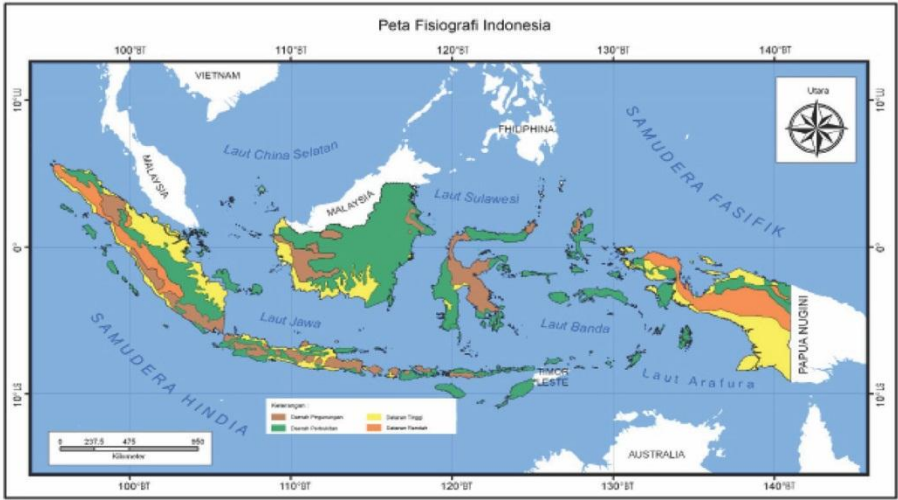 Peta Fisiografi Indonesia
100°BT 110°BT 120°BT 130°BT 140°BT
VIETNAM
Utara
10°LU
10°LU
PHILIPHINA
SAMUDERA FASIFIK
Laut China Selatan
MALAYSIA
MALAYSIA
Laut Sulawesi
0°
0°
PAPUA NUGINI
Laut Jawa
Laut Banda
SAMUDERA HINDIA
TIMOR
LESTE
Laut Arafura
10°LS
10°LS
Keterangan :
Daerah Pegunungan Dataran Tinggi
Daerah Perbukitan Dataran Rendah
0 237.5 475 950
Kilometer
AUSTRALIA
100°BT 110°BT 120°BT 130°BT 140°BT